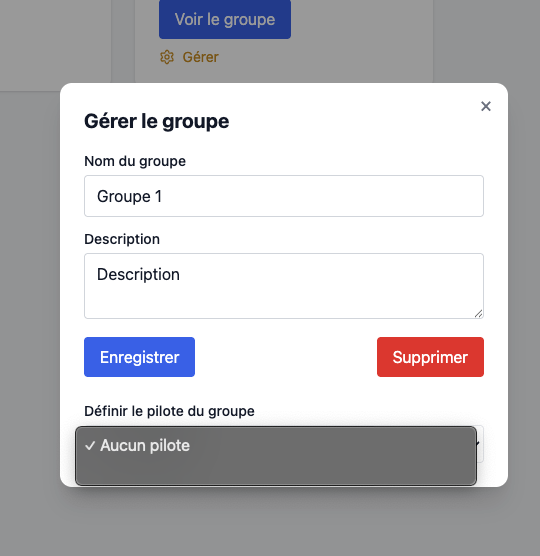 Voir le groupe
Gérer
Gérer le groupe
Nom du groupe
Groupe 1
Description
Description
Enregistrer
Supprimer
Définir le pilote du groupe
✓ Aucun pilote